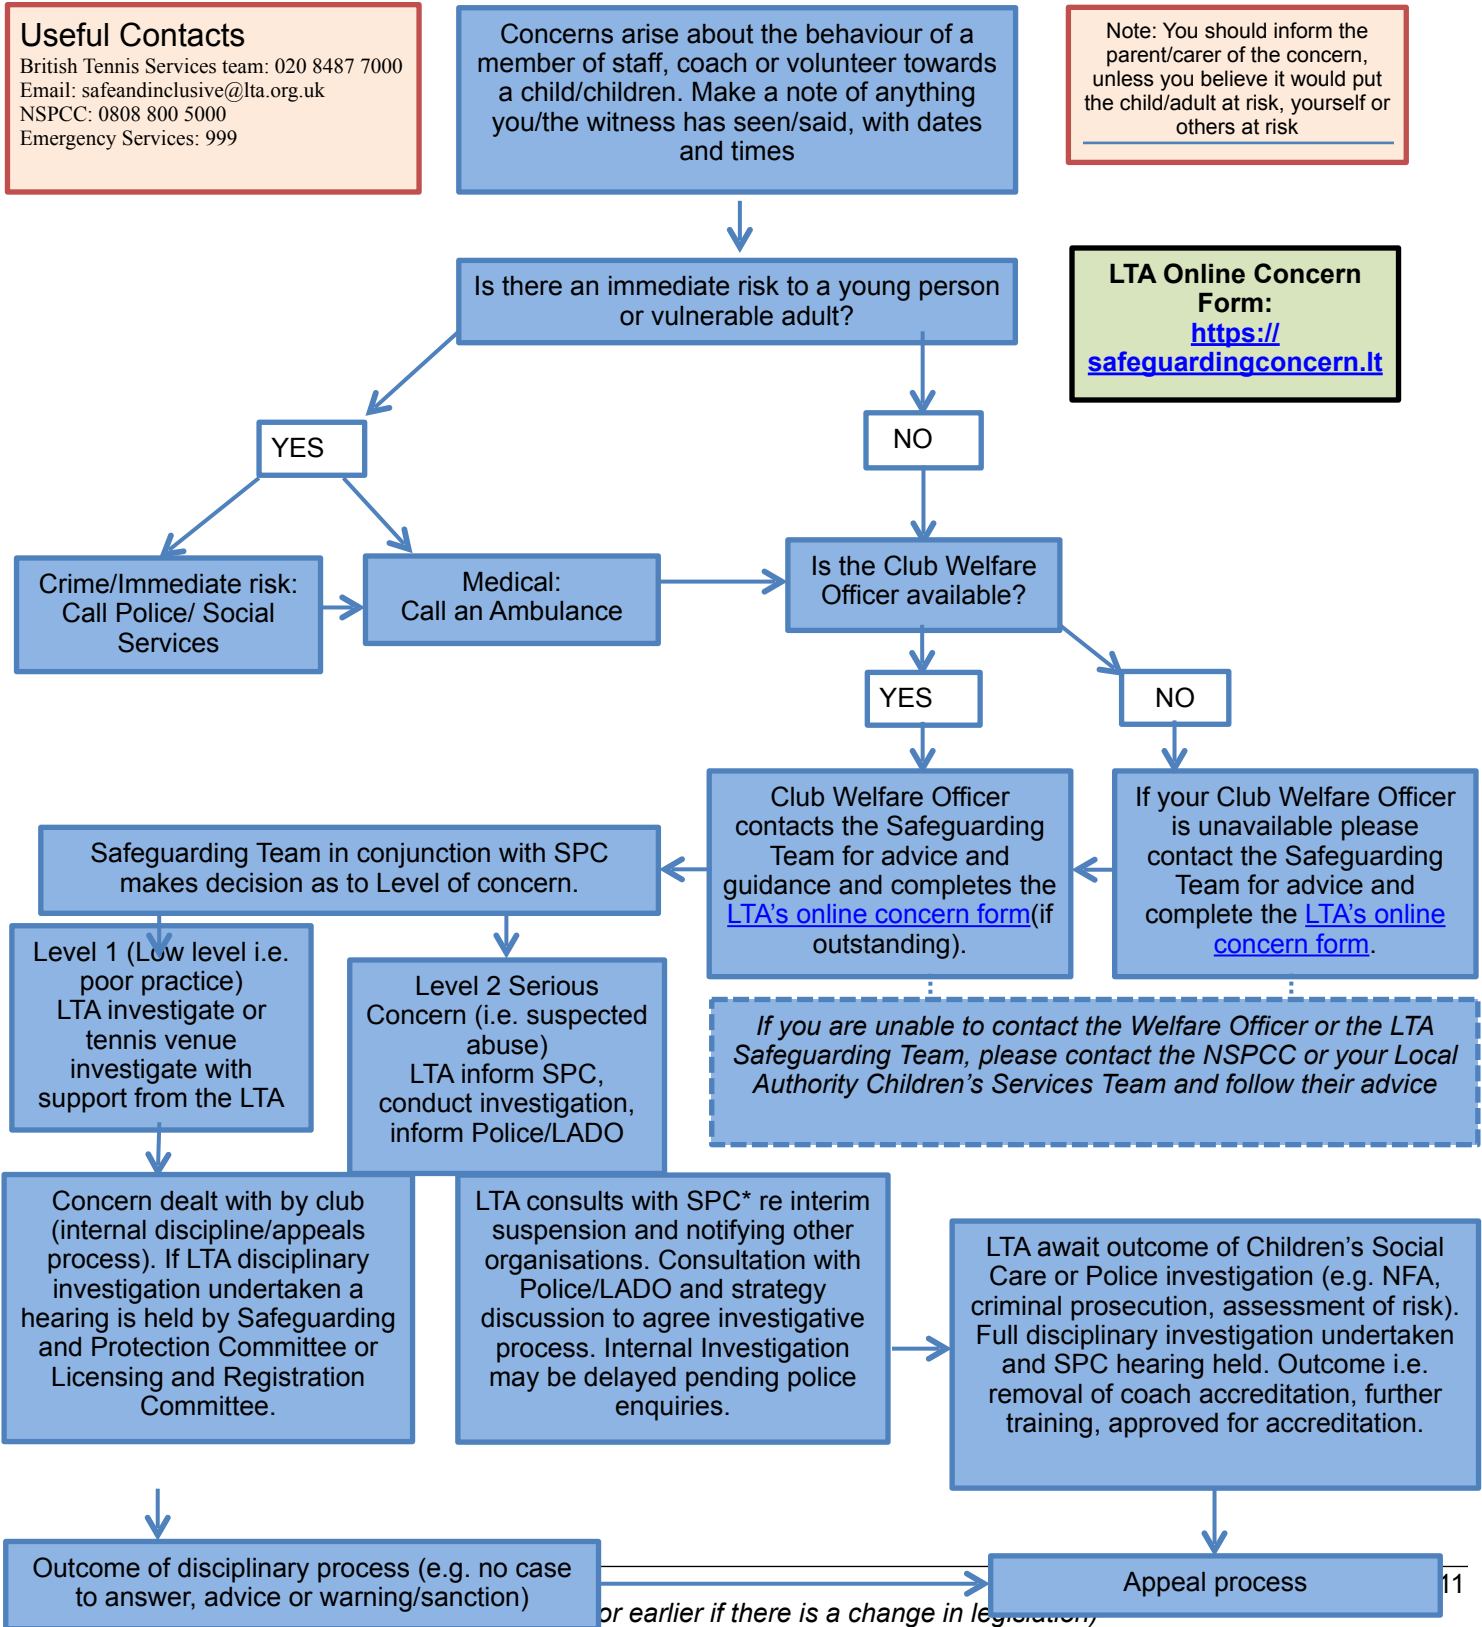 Useful Contacts
British Tennis Services team: 020 8487 7000
Email: safeandinclusive@lta.org.uk
NSPCC: 0808 800 5000
Emergency Services: 999
Concerns arise about the behaviour of a
member of staff, coach or volunteer towards
a child/children. Make a note of anything
you/the witness has seen/said, with dates
and times
Note: You should inform the
parent/carer of the concern,
unless you believe it would put
the child/adult at risk, yourself or
others at risk
Is there an immediate risk to a young person
or vulnerable adult?
LTA Online Concern
Form:
https://
safeguardingconcern.lt
YES
NO
Crime/Immediate risk:
Call Police/ Social
Services
Medical:
Call an Ambulance
Is the Club Welfare
Officer available?
YES
NO
Club Welfare Officer
contacts the Safeguarding
Team for advice and
guidance and completes the
LTA's online concern form(if
outstanding).
If your Club Welfare Officer
is unavailable please
contact the Safeguarding
Team for advice and
complete the LTA's online
concern form.
Safeguarding Team in conjunction with SPC
makes decision as to Level of concern.
Level 1 (Low level i.e.
poor practice)
LTA investigate or
tennis venue
investigate with
support from the LTA
Level 2 Serious
Concern (i.e. suspected
abuse)
LTA inform SPC,
conduct investigation,
inform Police/LADO
If you are unable to contact the Welfare Officer or the LTA
Safeguarding Team, please contact the NSPCC or your Local
Authority Children's Services Team and follow their advice
Concern dealt with by club
(internal discipline/appeals
process). If LTA disciplinary
investigation undertaken a
hearing is held by Safeguarding
and Protection Committee or
Licensing and Registration
Committee.
LTA consults with SPC* re interim
suspension and notifying other
organisations. Consultation with
Police/LADO and strategy
discussion to agree investigative
process. Internal Investigation
may be delayed pending police
enquiries.
LTA await outcome of Children's Social
Care or Police investigation (e.g. NFA,
criminal prosecution, assessment of risk).
Full disciplinary investigation undertaken
and SPC hearing held. Outcome i.e.
removal of coach accreditation, further
training, approved for accreditation.
Outcome of disciplinary process (e.g. no case
to answer, advice or warning/sanction)
Appeal process
11
or earlier if there is a change in legislation)